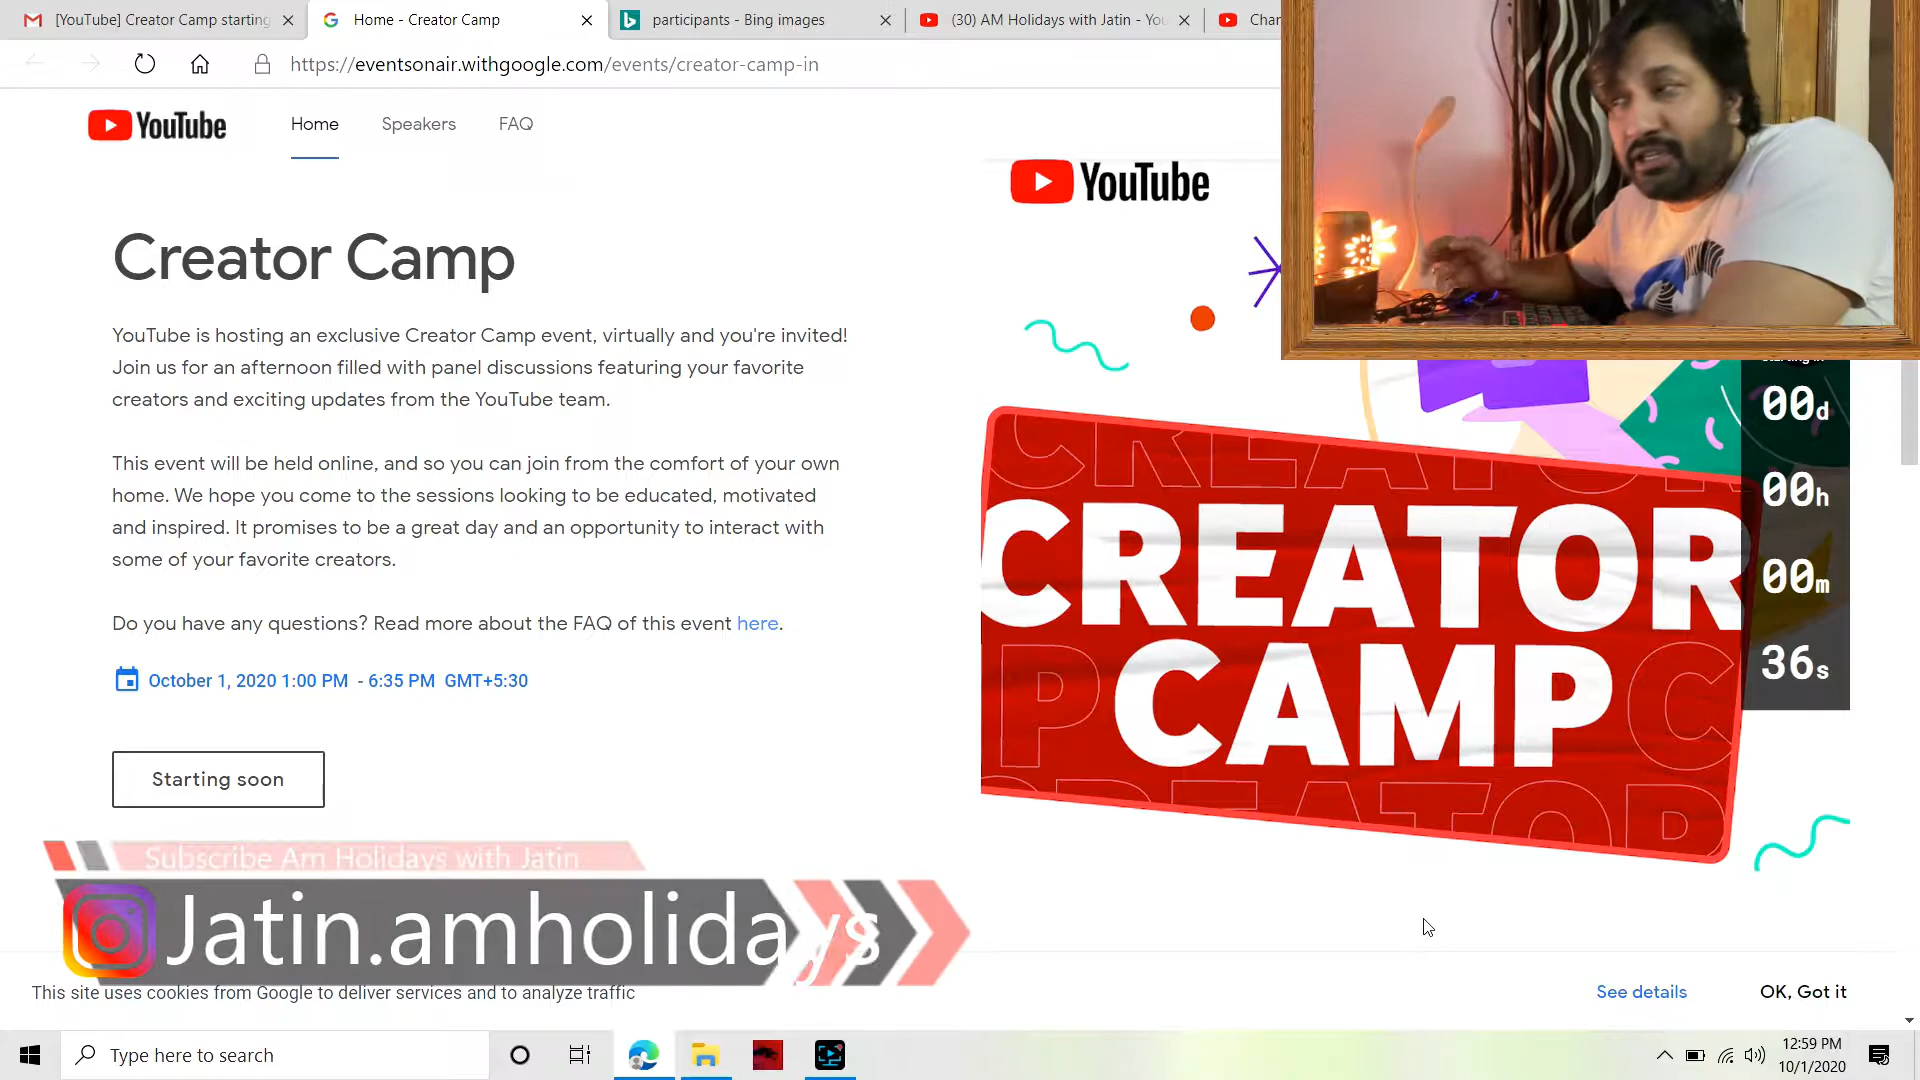 [YouTube] Creator Camp starting
Home - Creator Camp
participants - Bing images
(30) AM Holidays with Jatin - You
https://eventsonair.withgoogle.com/events/creator-camp-in
YouTube
Home
Speakers
FAQ
YouTube
Creator Camp
YouTube is hosting an exclusive Creator Camp event, virtually and you're invited!
Join us for an afternoon filled with panel discussions featuring your favorite
creators and exciting updates from the YouTube team.
This event will be held online, and so you can join from the comfort of your own
home. We hope you come to the sessions looking to be educated, motivated
and inspired. It promises to be a great day and an opportunity to interact with
some of your favorite creators.
Do you have any questions? Read more about the FAQ of this event here.
October 1, 2020 1:00 PM - 6:35 PM GMT+5:30
Starting soon
00d
00h
00m
36s
CREATOR
CREATOR
CAMP
CREATOR
Subscribe Am Holidays with Jatin
Jatin.amholidays
This site uses cookies from Google to deliver services and to analyze traffic
See details
OK, Got it
Type here to search
12:59 PM
10/1/2020